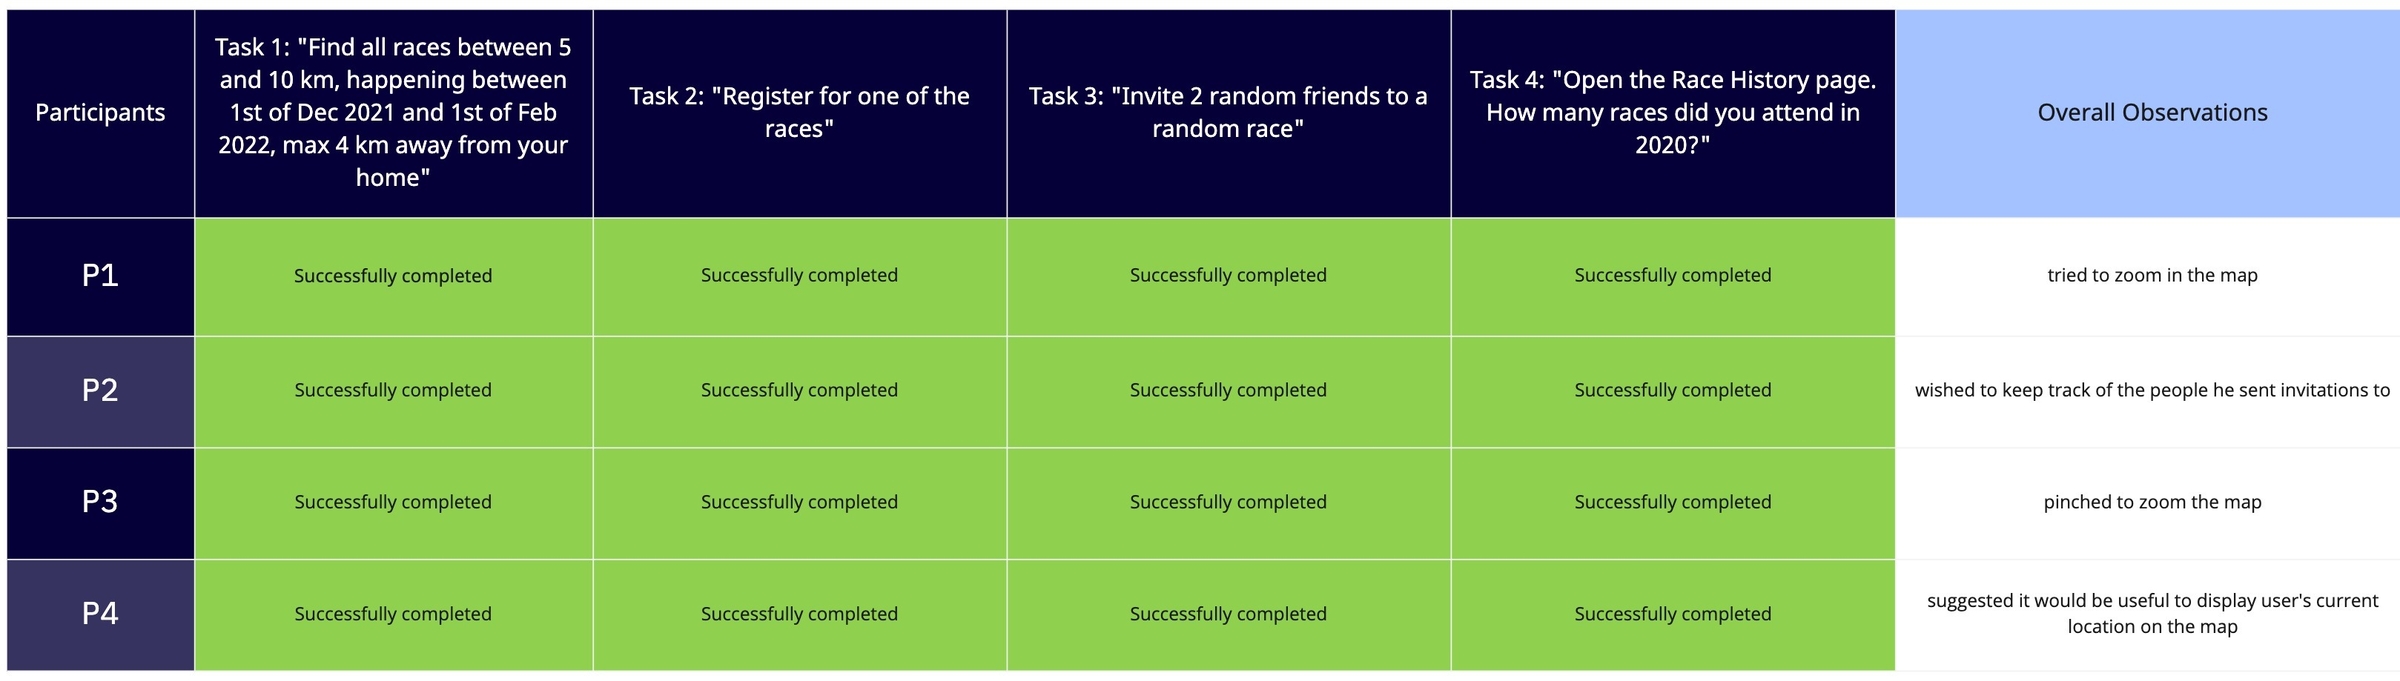 Participants
Task 1: "Find all races between 5
and 10 km, happening between
1st of Dec 2021 and 1st of Feb
2022, max 4 km away from your
home"
Task 2: "Register for one of the
races"
Task 3: "Invite 2 random friends to a
random race"
Task 4: "Open the Race History page.
How many races did you attend in
2020?"
Overall Observations
P1
Successfully completed
Successfully completed
Successfully completed
Successfully completed
tried to zoom in the map
P2
Successfully completed
Successfully completed
Successfully completed
Successfully completed
wished to keep track of the people he sent invitations to
P3
Successfully completed
Successfully completed
Successfully completed
Successfully completed
pinched to zoom the map
P4
Successfully completed
Successfully completed
Successfully completed
Successfully completed
suggested it would be useful to display user's current
location on the map